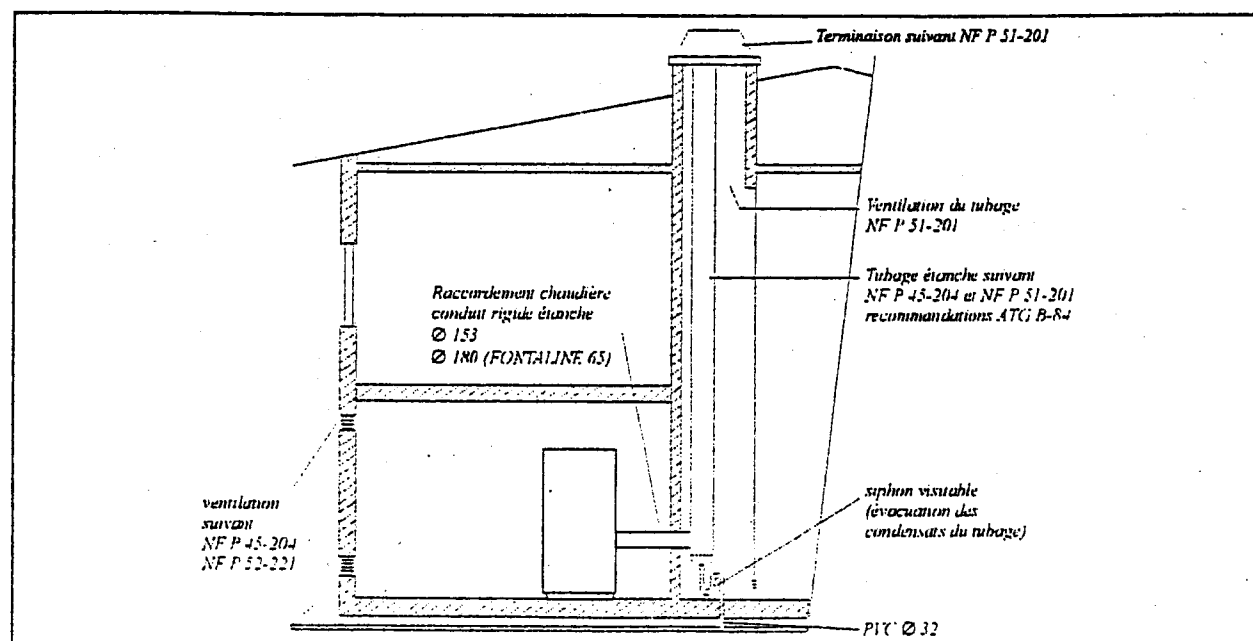 Terminaison suivant NF P 51-201
Ventilation du tubage
NF P 51-201
Tubage étanche suivant
NF P 45-204 et NF P 51-201
recommandations ATG B-84
Raccordement chaudière
conduit rigide étanche
Ø 153
Ø 180 (FONTALINE 65)
ventilation
suivant
NF P 45-204
NF P 52-221
siphon visitable
(évacuation des
condensats du tubage)
PVC Ø 32